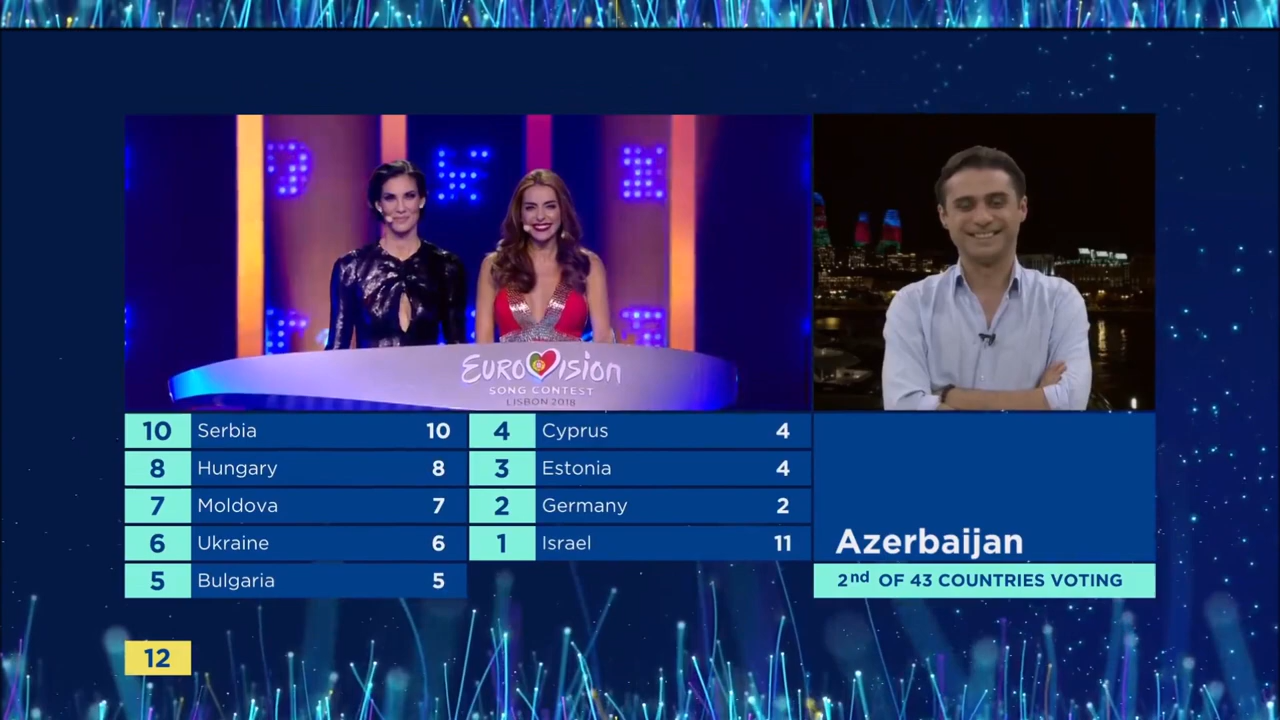 EUROVISION
SONG CONTEST
LISBON 2018
10 Serbia 10
8 Hungary 8
7 Moldova 7
6 Ukraine 6
5 Bulgaria 5
4 Cyprus 4
3 Estonia 4
2 Germany 2
1 Israel 11
Azerbaijan
2nd OF 43 COUNTRIES VOTING
12